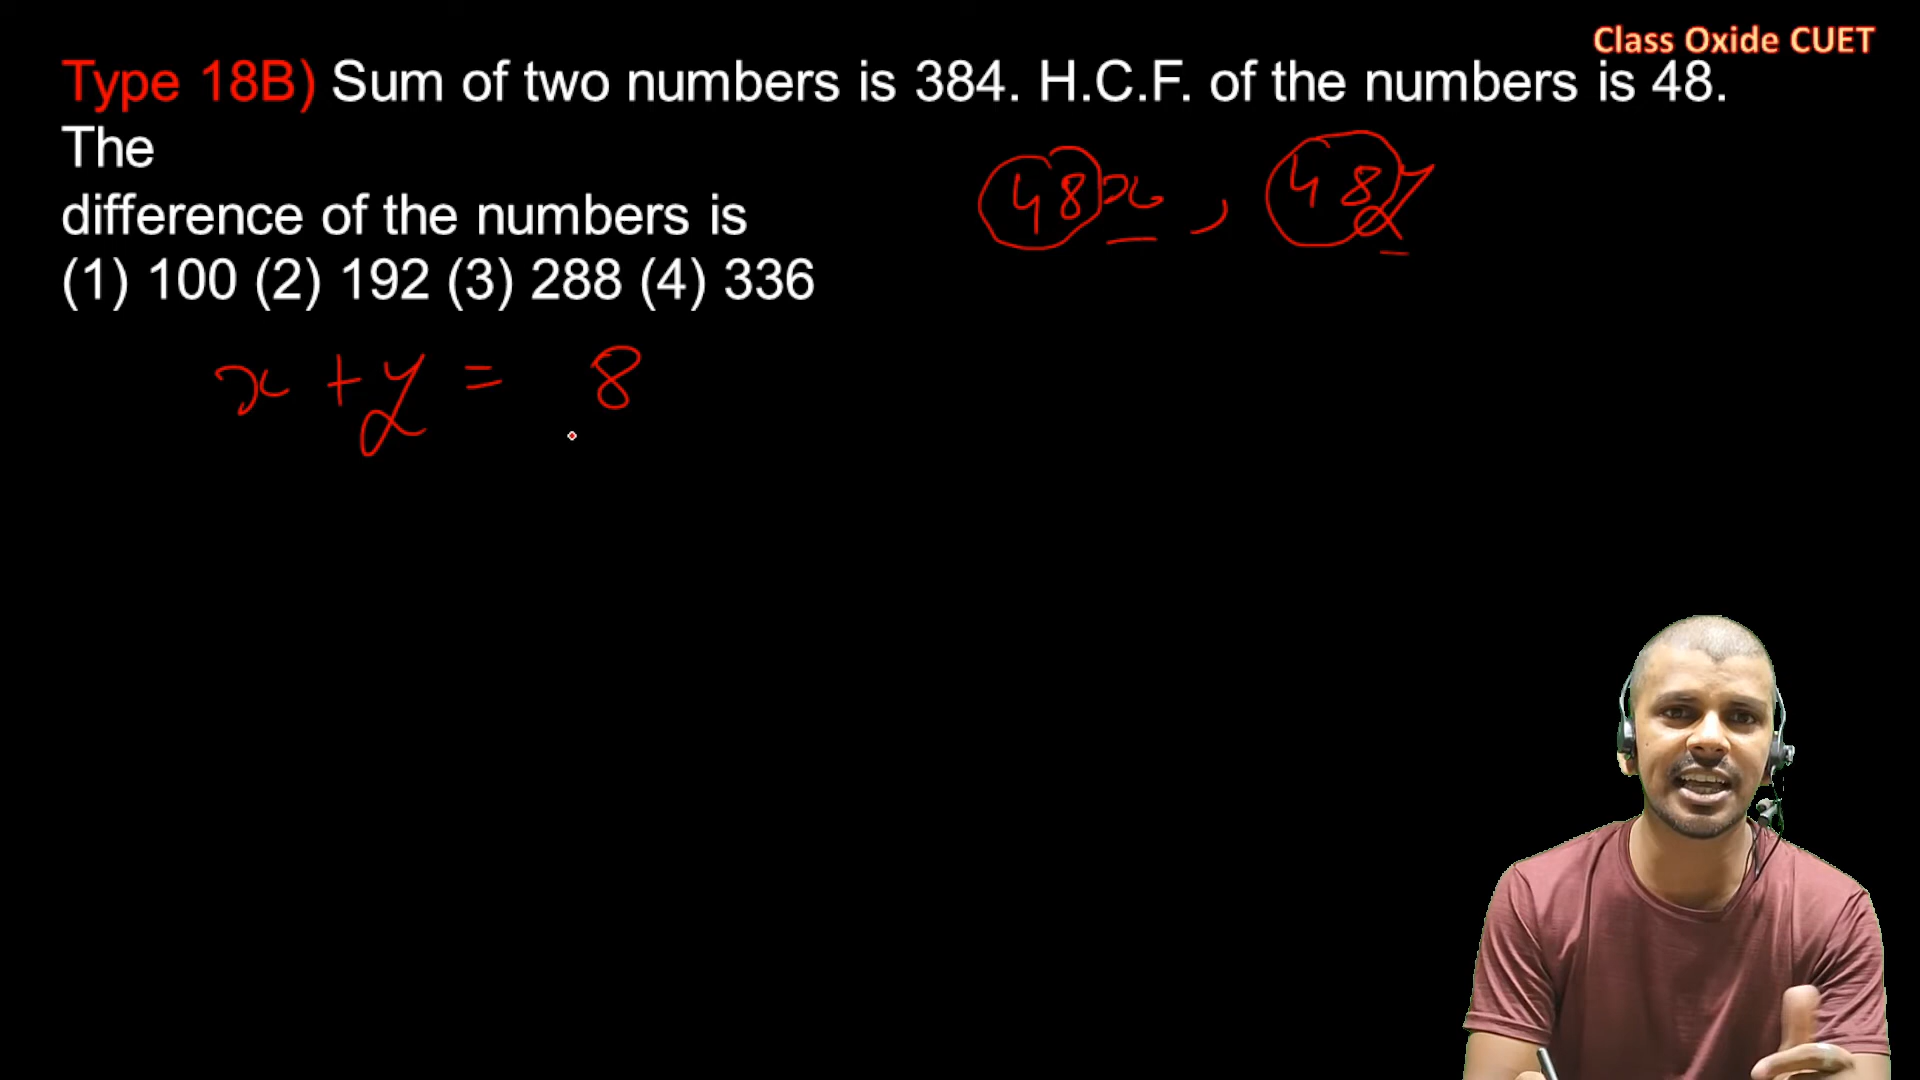 Class Oxide CUET
Type 18B) Sum of two numbers is 384. H.C.F. of the numbers is 48.
The
48x , 48y
difference of the numbers is
(1) 100 (2) 192 (3) 288 (4) 336
x + y = 8